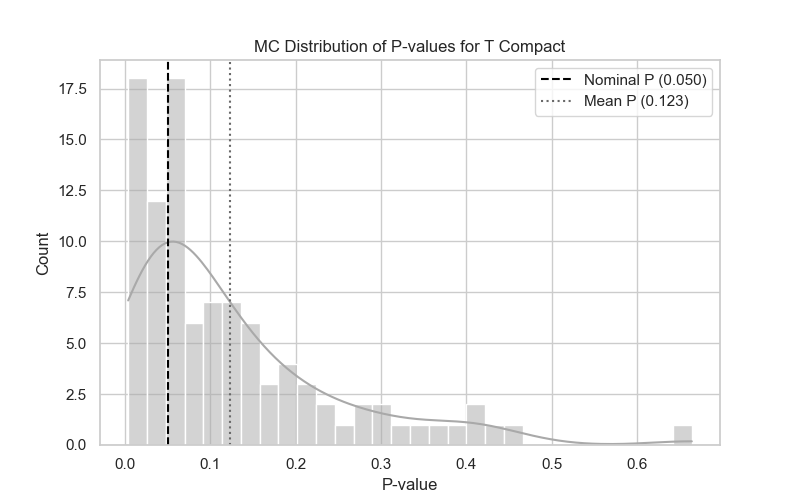 MC Distribution of P-values for T Compact
Nominal P (0.050)
Mean P (0.123)
17.5
15.0
12.5
10.0
7.5
5.0
2.5
0.0
Count
0.0 0.1 0.2 0.3 0.4 0.5 0.6
P-value